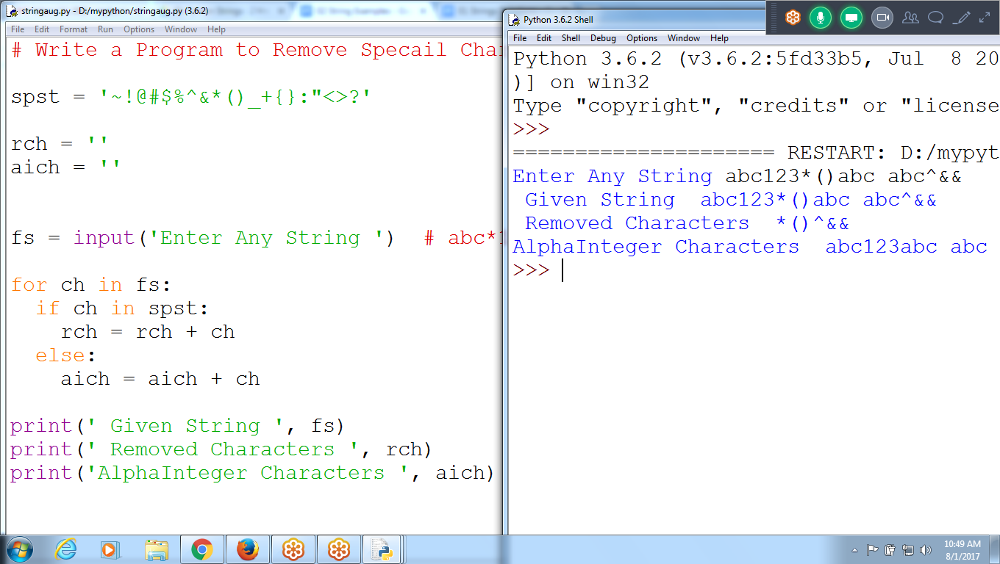 stringaug.py - D:/mypython/stringaug.py (3.6.2)
File Edit Format Run Options Window Help
# Write a Program to Remove Specail Char
spst = '~!@#$%^&*()_+{}:"<>?'
rch = ''
aich = ''
fs = input('Enter Any String ')  # abc*1
for ch in fs:
  if ch in spst:
    rch = rch + ch
  else:
    aich = aich + ch
print(' Given String ', fs)
print(' Removed Characters ', rch)
print('AlphaInteger Characters ', aich)
Python 3.6.2 Shell
File Edit Shell Debug Options Window Help
Python 3.6.2 (v3.6.2:5fd33b5, Jul  8 20
)] on win32
Type "copyright", "credits" or "license
>>>
===================== RESTART: D:/mypyt
Enter Any String abc123*()abc abc^&&
 Given String  abc123*()abc abc^&&
 Removed Characters  *()^&&
AlphaInteger Characters  abc123abc abc
>>>
10:49 AM
8/1/2017